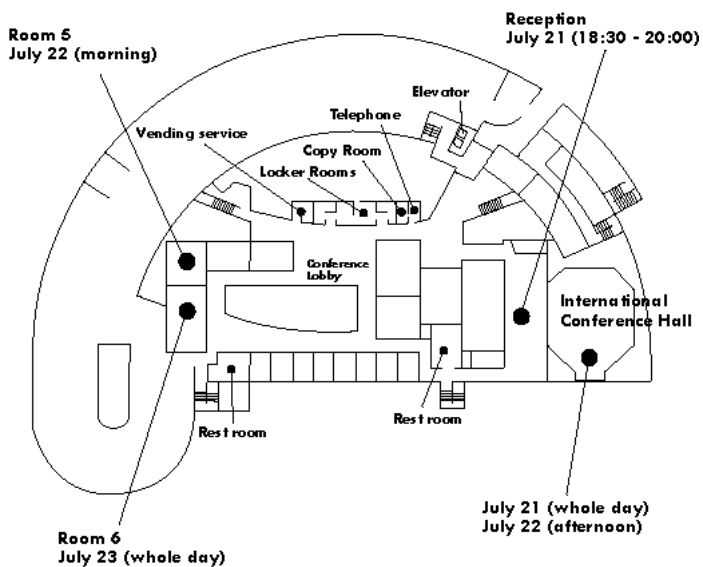 Room 5
July 22 (morning)
Reception
July 21 (18:30 - 20:00)
Elevator
Telephone
Vending service
Copy Room
Locker Rooms
Conference
Lobby
International
Conference Hall
Rest room
Rest room
July 21 (whole day)
July 22 (afternoon)
Room 6
July 23 (whole day)